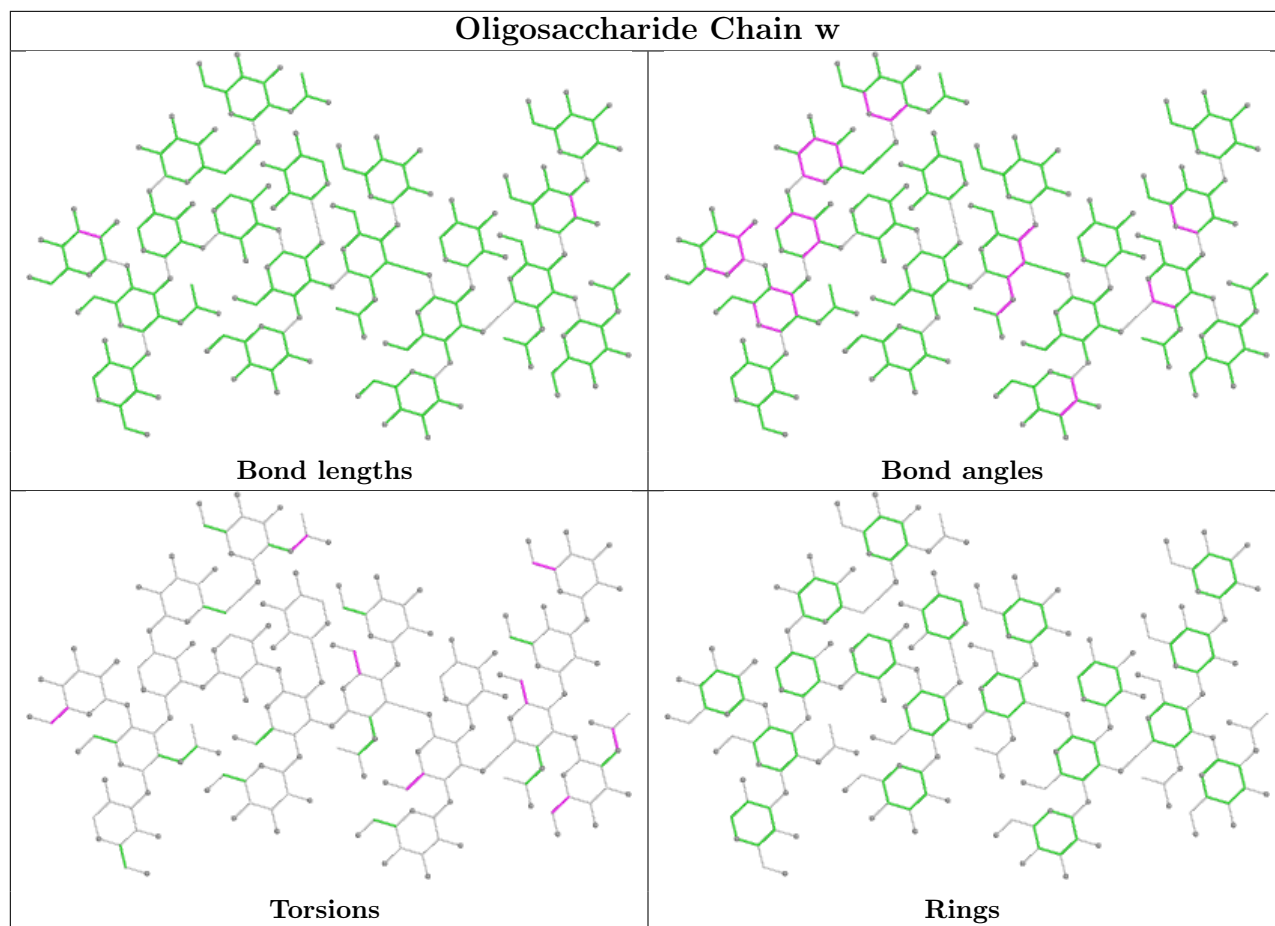 Oligosaccharide Chain w
Bond lengths
Bond angles
Torsions
Rings